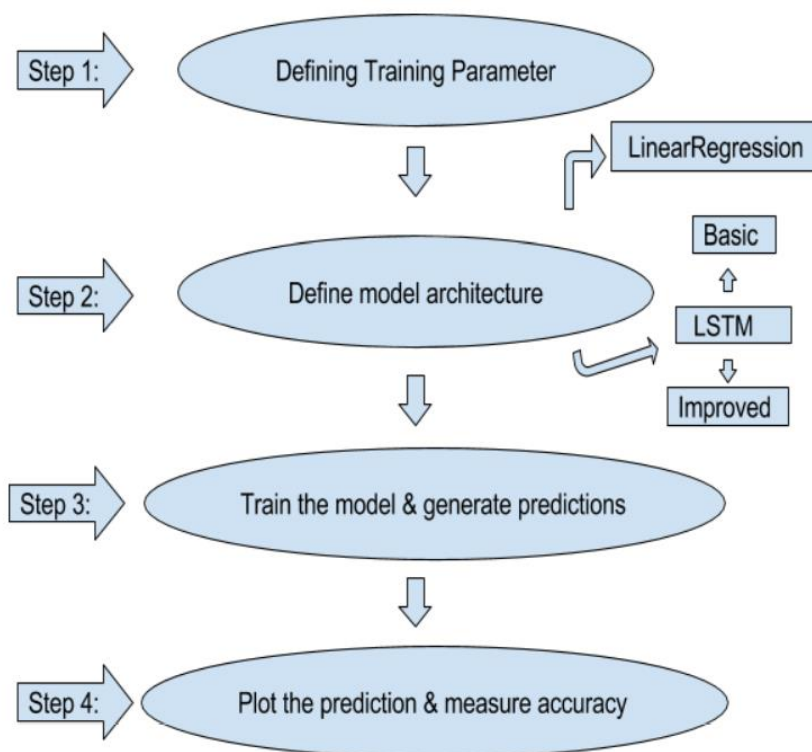 Step 1:
Defining Training Parameter
LinearRegression
Basic
Step 2:
Define model architecture
LSTM
Improved
Step 3:
Train the model & generate predictions
Step 4:
Plot the prediction & measure accuracy